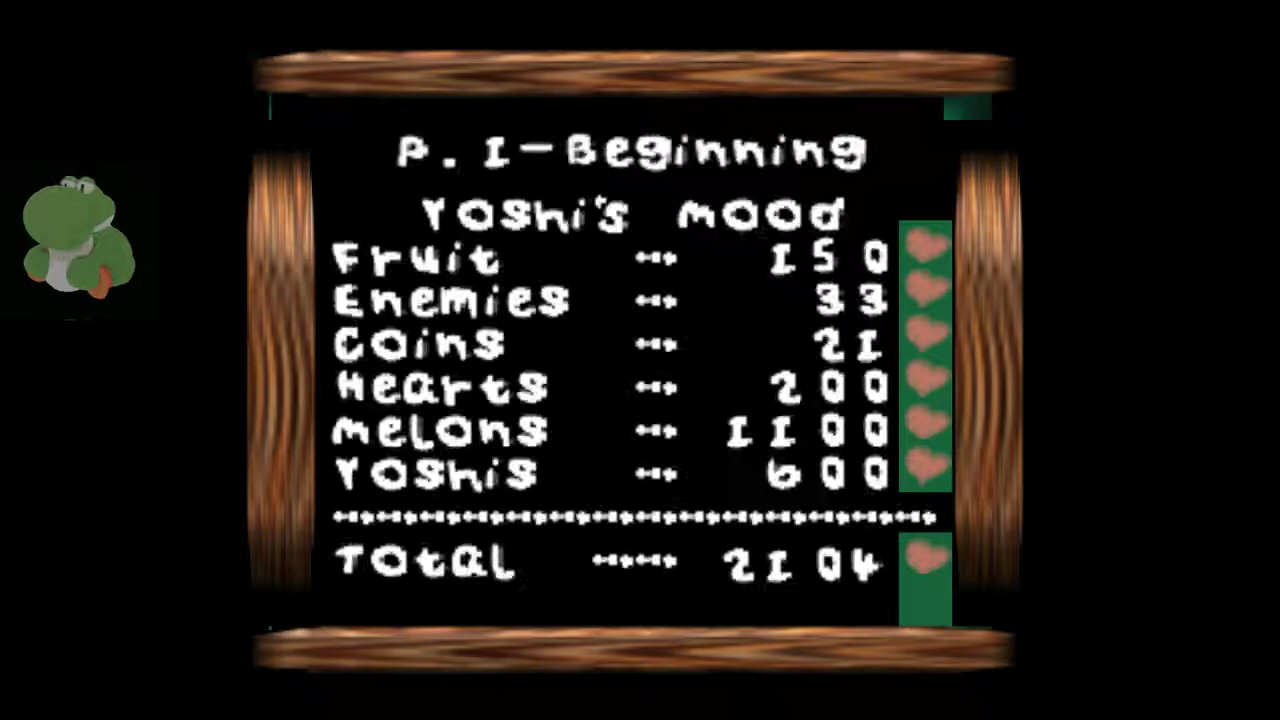 P. 1-Beginning
Yoshi's Mood
Fruit 150
Enemies 33
Coins 21
Hearts 200
Melons 1100
Yoshis 600
Total 2104